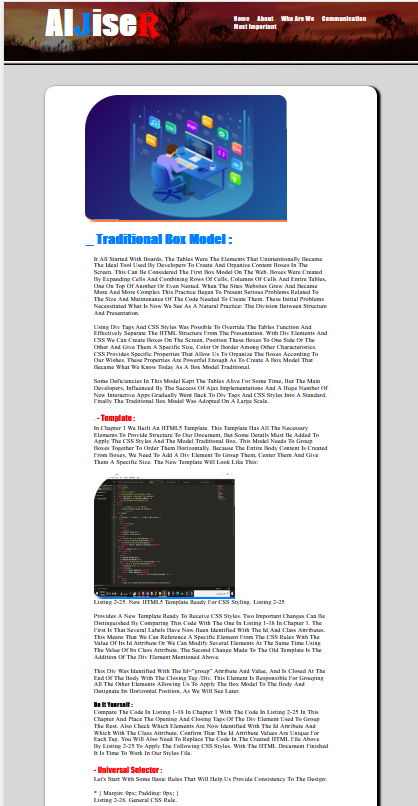 AlJiseR
Home About Who Are We Communication
Most Important
_ Traditional Box Model :
It All Started With Boards. The Tables Were The Elements That Unintentionally Became
The Ideal Tool Used By Developers To Create And Organize Content Boxes In The
Screen. This Can Be Considered The First Box Model On The Web. Boxes Were Created
By Expanding Cells And Combining Rows Of Cells, Columns Of Cells And Entire Tables,
One On Top Of Another Or Even Nested. When The Sites Websites Grew And Became
More And More Complex This Practice Began To Present Serious Problems Related To
The Size And Maintenance Of The Code Needed To Create Them. These Initial Problems
Necessitated What Is Now We See As A Natural Practice: The Division Between Structure
And Presentation.
Using Div Tags And CSS Styles Was Possible To Override The Tables Function And
Effectively Separate The HTML Structure From The Presentation. With Div Elements And
CSS We Can Create Boxes On The Screen, Position These Boxes To One Side Or The
Other And Give Them A Specific Size, Color Or Border Among Other Characteristics.
CSS Provides Specific Properties That Allow Us To Organize The Boxes According To
Our Wishes. These Properties Are Powerful Enough As To Create A Box Model That
Became What We Know Today As A Box Model Traditional.
Some Deficiencies In This Model Kept The Tables Alive For Some Time, But The Main
Developers, Influenced By The Success Of Ajax Implementations And A Huge Number Of
New Interactive Apps Gradually Went Back To Div Tags And CSS Styles Into A Standard.
Finally The Traditional Box Model Was Adopted On A Large Scale.
- Template :
In Chapter 1 We Built An HTML5 Template. This Template Has All The Necessary
Elements To Provide Structure To Our Document, But Some Details Must Be Added To
Apply The CSS Styles And The Model Traditional Box. This Model Needs To Group
Boxes Together To Order Them Horizontally. Because The Entire Body Content Is Created
From Boxes, We Need To Add A Div Element To Group Them, Center Them And Give
Them A Specific Size. The New Template Will Look Like This:
Listing 2-25. New HTML5 Template Ready For CSS Styling. Listing 2-25
Provides A New Template Ready To Receive CSS Styles. Two Important Changes Can Be
Distinguished By Comparing This Code With The One In Listing 1-18 In Chapter 1. The
First Is That Several Labels Have Now Been Identified With The Id And Class Attributes.
This Means That We Can Reference A Specific Element From The CSS Rules With The
Value Of Its Id Attribute Or We Can Modify Several Elements At The Same Time Using
The Value Of Its Class Attribute. The Second Change Made To The Old Template Is The
Addition Of The Div Element Mentioned Above.
This Div Was Identified With The Id="group" Attribute And Value, And Is Closed At The
End Of The Body With The Closing Tag /Div. This Element Is Responsible For Grouping
All The Other Elements Allowing Us To Apply The Box Model To The Body And
Designate Its Horizontal Position, As We Will See Later.
Do It Yourself :
Compare The Code In Listing 1-18 In Chapter 1 With The Code In Listing 2-25 In This
Chapter And Place The Opening And Closing Tags Of The Div Element Used To Group
The Rest. Also Check Which Elements Are Now Identified With The Id Attribute And
Which With The Class Attribute. Confirm That The Id Attribute Values Are Unique For
Each Tag. You Will Also Need To Replace The Code In The Created HTML File Above
By Listing 2-25 To Apply The Following CSS Styles. With The HTML Document Finished
It Is Time To Work In Our Styles File.
- Universal Selector :
Let's Start With Some Basic Rules That Will Help Us Provide Consistency To The Design:
* { Margin: 0px; Padding: 0px; }
Listing 2-26. General CSS Rule.